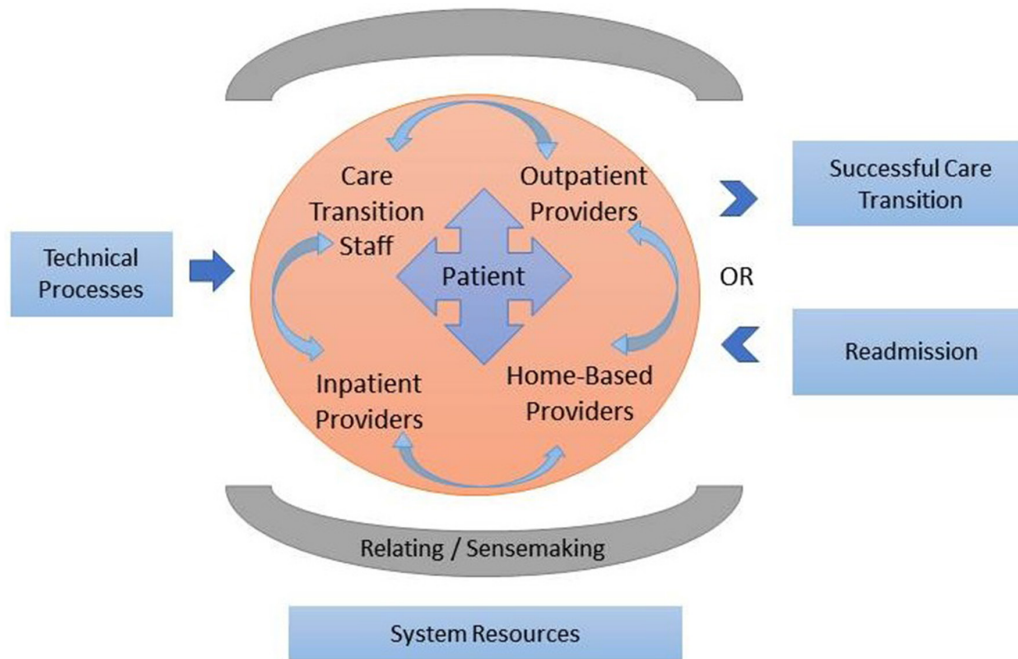 Care
Transition
Staff
Outpatient
Providers
Successful Care
Transition
Technical
Processes
Patient
OR
Inpatient
Providers
Home-Based
Providers
Readmission
Relating / Sensemaking
System Resources